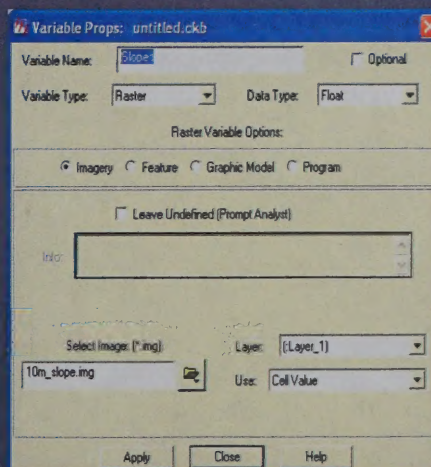 Variable Props: untitled.ckb
Variable Name: Slopes Optional
Variable Type: Raster Data Type: Float
Raster Variable Options:
Imagery Feature Graphic Model Program
Leave Undefined (Prompt Analyst)
Info:
Select Image: (*.img) Layer: (:Layer_1)
10m_slope.img Use: Cell Value
Apply Close Help